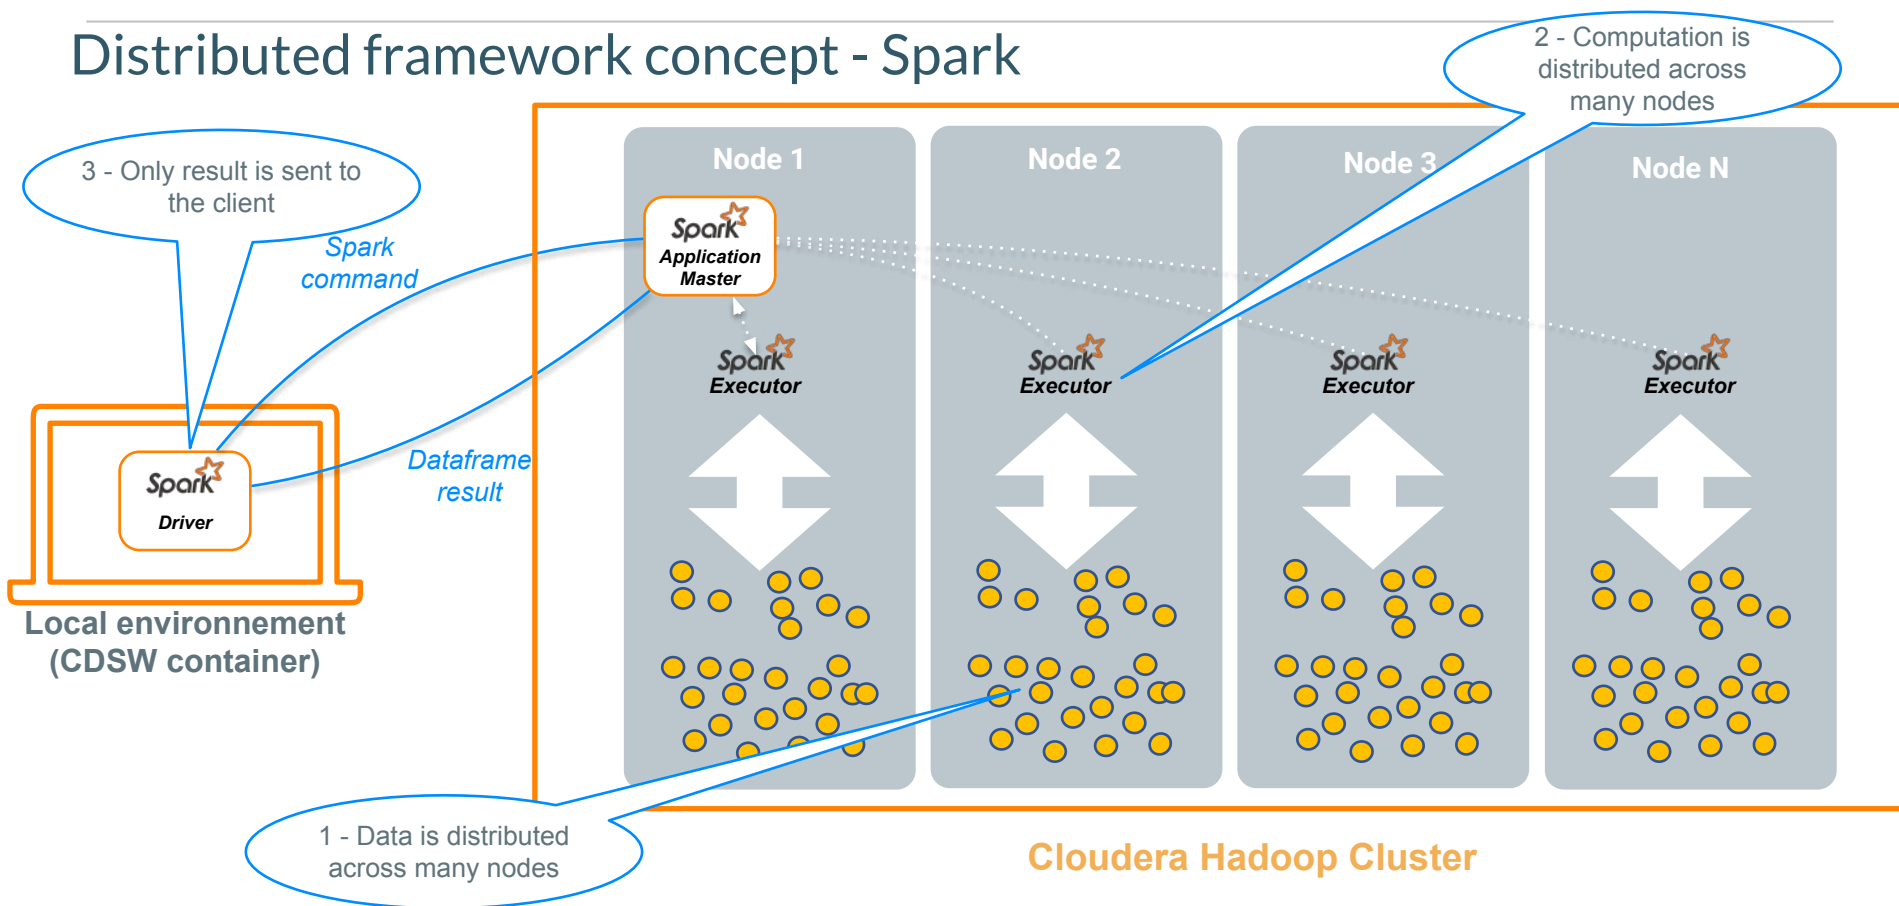 Distributed framework concept - Spark
2 - Computation is
distributed across
many nodes
3 - Only result is sent to
the client
Spark
command
Node 1
Node 2
Node 3
Node N
Spark
Application
Master
Spark
Executor
Spark
Executor
Spark
Executor
Spark
Executor
Dataframe
result
Spark
Driver
Local environnement
(CDSW container)
1 - Data is distributed
across many nodes
Cloudera Hadoop Cluster